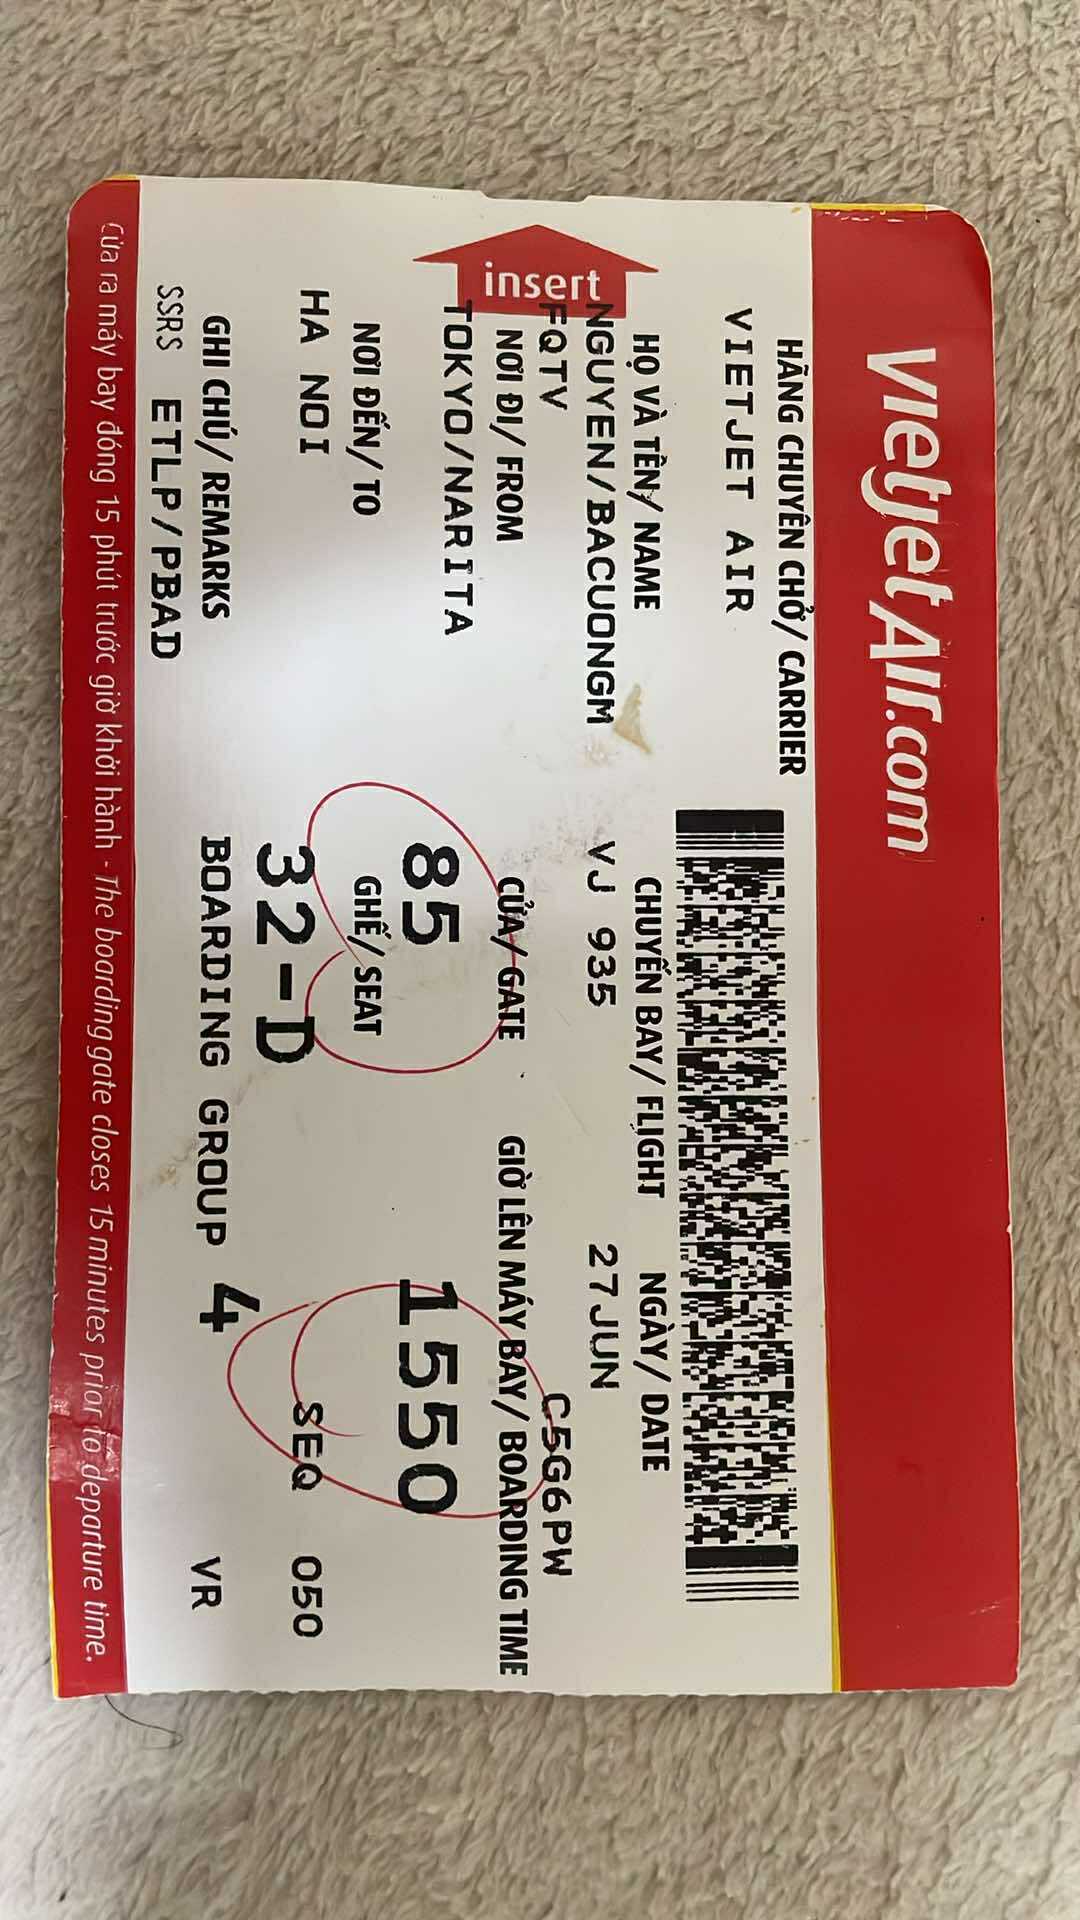 vietjetAir.com
HÃNG CHUYÊN CHỞ/ CARRIER
VIETJET AIR
HỌ VÀ TÊN/ NAME
CHUYẾN BAY/ FLIGHT
NGÀY/ DATE
NGUYEN/BACUONGM
VJ 935
27JUN
insert
FQTV
C5G6PW
NƠI ĐI/ FROM
CỬA/ GATE
GIỜ LÊN MÁY BAY/ BOARDING TIME
TOKYO/NARITA
85
1550
NƠI ĐẾN/ TO
GHẾ/ SEAT
HA NOI
32-D
SEQ 050
GHI CHÚ/ REMARKS
BOARDING GROUP 4
VR
SSRS ETLP/PBAD
Cửa ra máy bay đóng 15 phút trước giờ khởi hành - The boarding gate closes 15 minutes prior to departure time.